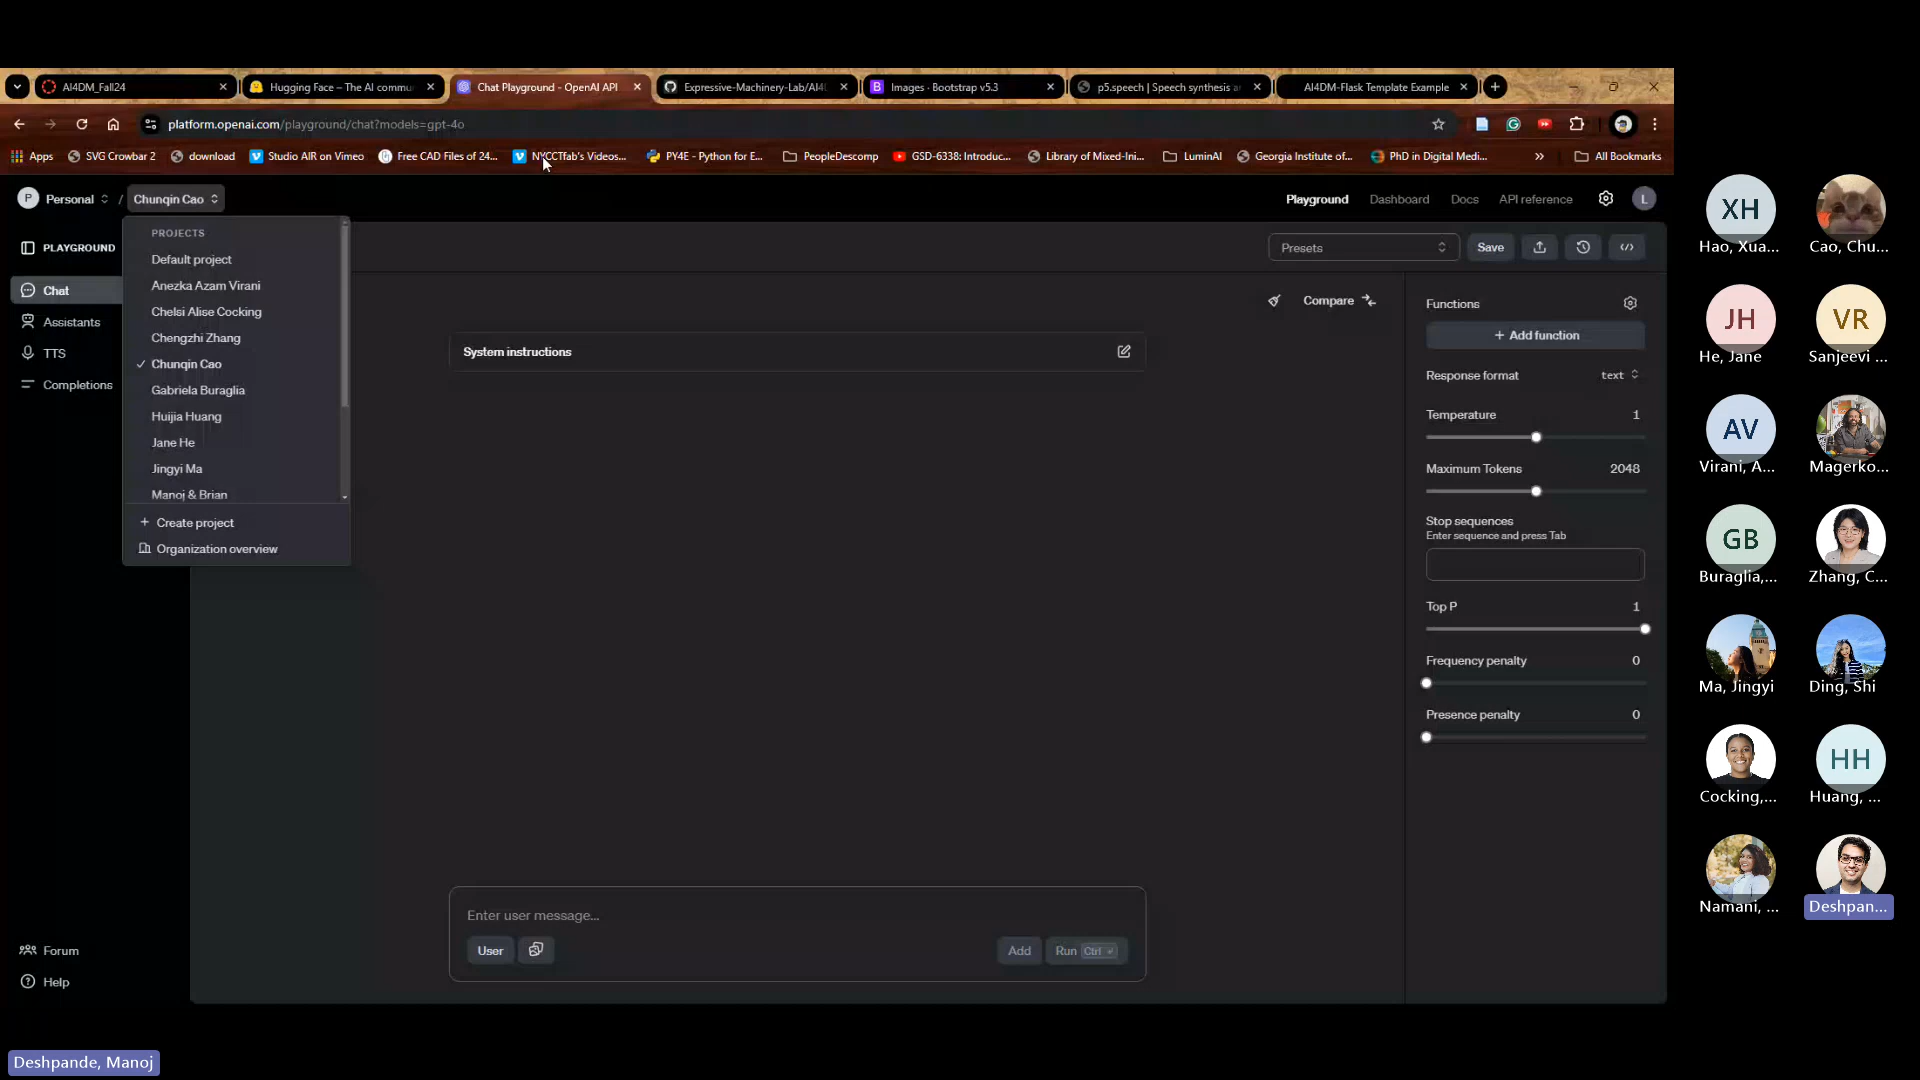 AI4DM_Fall24
Hugging Face – The AI commu
Chat Playground - OpenAI API
Expressive-Machinery-Lab/AI4
Images · Bootstrap v5.3
p5.speech | Speech synthesis a
AI4DM-Flask Template Example
platform.openai.com/playground/chat?models=gpt-4o
Apps
SVG Crowbar 2
download
Studio AIR on Vimeo
Free CAD Files of 24...
NYCCTfab's Videos...
PY4E - Python for E...
PeopleDescomp
GSD-6338: Introduc...
Library of Mixed-Ini...
LuminAI
Georgia Institute of...
PhD in Digital Medi...
»
All Bookmarks
P Personal / Chunqin Cao
Playground
Dashboard
Docs
API reference
L
PLAYGROUND
Chat
Assistants
TTS
Completions
PROJECTS
Default project
Anezka Azam Virani
Chelsi Alise Cocking
Chengzhi Zhang
✓ Chunqin Cao
Gabriela Buraglia
Huijia Huang
Jane He
Jingyi Ma
Manoj & Brian
+ Create project
Organization overview
Presets
Save
Compare
System instructions
Functions
+ Add function
Response format text
Temperature 1
Maximum Tokens 2048
Stop sequences
Enter sequence and press Tab
Top P 1
Frequency penalty 0
Presence penalty 0
Enter user message...
User
Add
Run Ctrl
Forum
Help
Deshpande, Manoj
XH
Hao, Xua...
Cao, Chu...
JH
He, Jane
VR
Sanjeevi ...
AV
Virani, A...
Magerko...
GB
Buraglia,...
Zhang, C...
Ma, Jingyi
Ding, Shi
Cocking,...
HH
Huang, ...
Namani, ...
Deshpan...